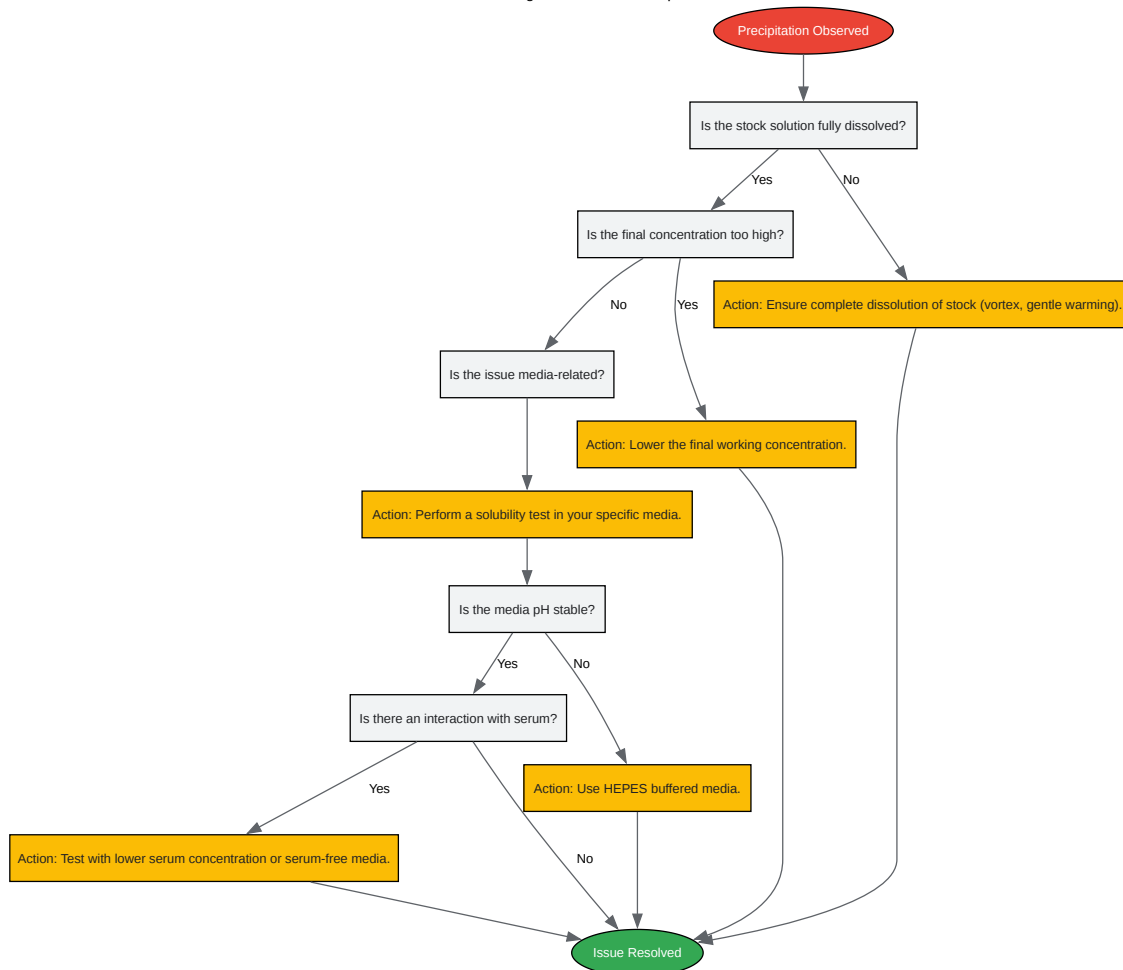 Precipitation Observed
Is the stock solution fully dissolved?
Yes
No
Is the final concentration too high?
Action: Ensure complete dissolution of stock (vortex, gentle warming).
No
Yes
Is the issue media-related?
Action: Lower the final working concentration.
Action: Perform a solubility test in your specific media.
Is the media pH stable?
Yes
No
Is there an interaction with serum?
Action: Use HEPES buffered media.
Yes
Action: Test with lower serum concentration or serum-free media.
No
Issue Resolved